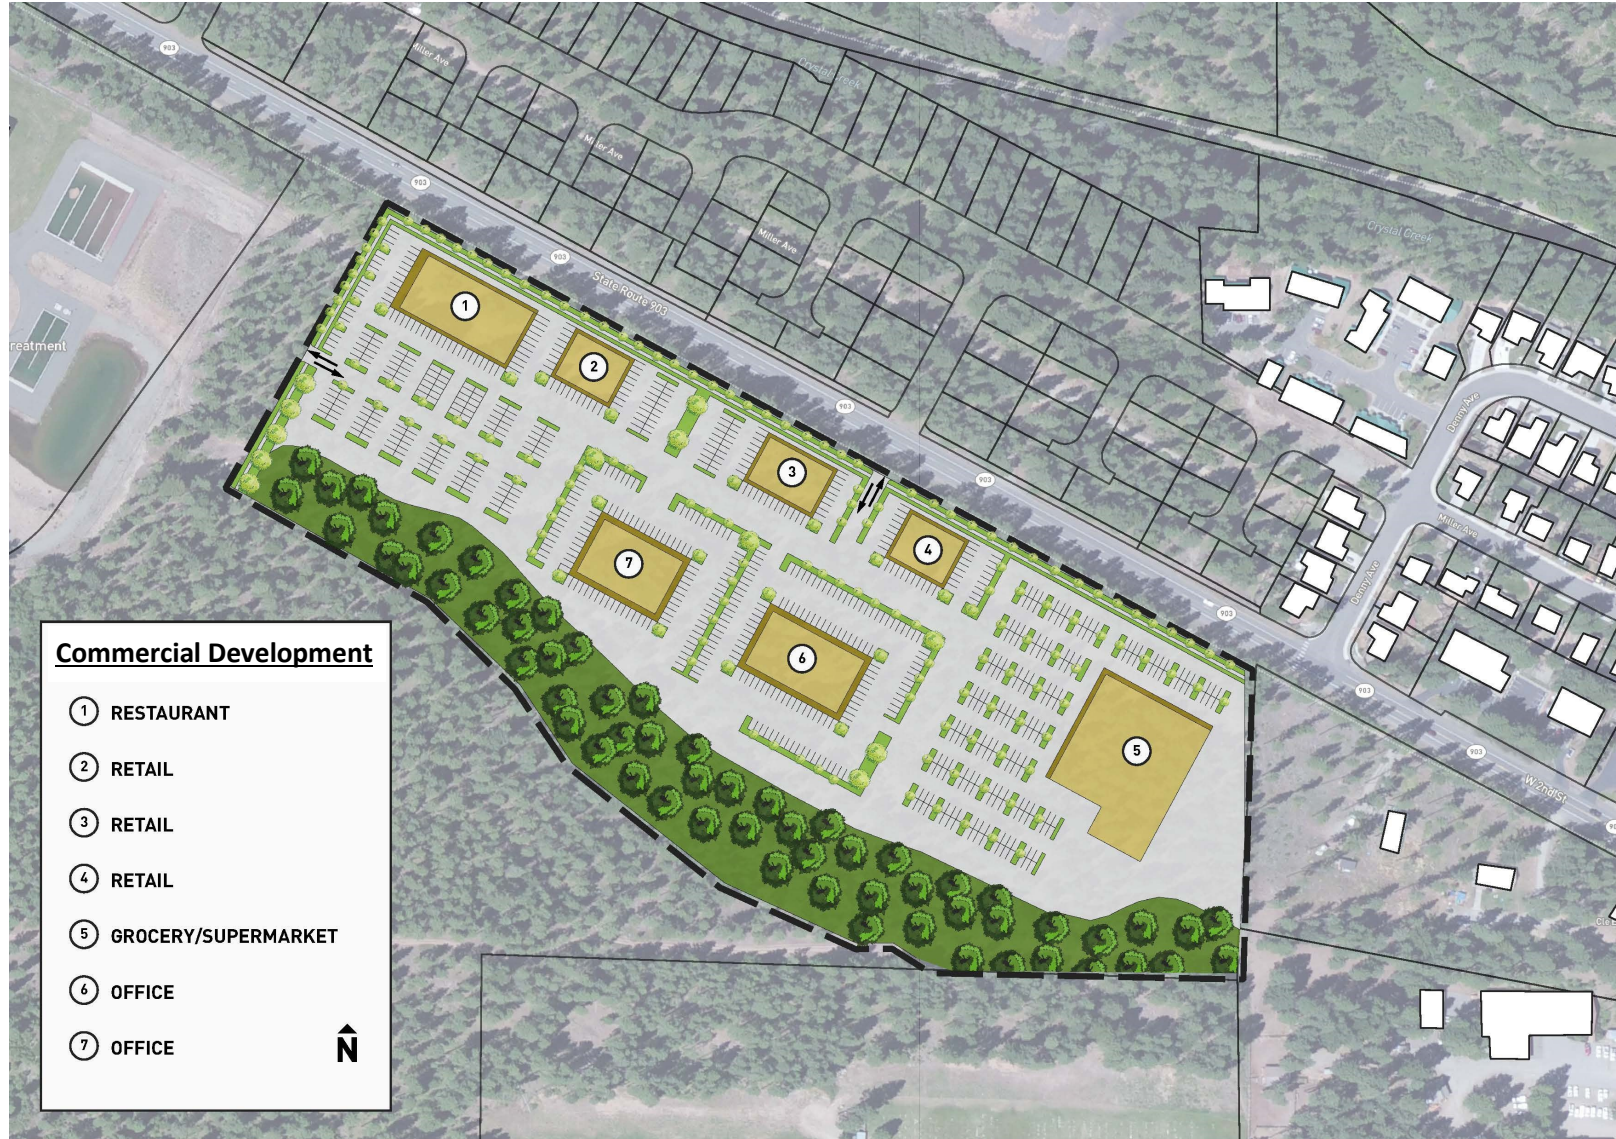 903
Miller Ave
Crystal Creek
Miller Ave
903
Miller Ave
Crystal Creek
903
State Route 903
reatment
1
2
903
Denny Ave
3
903
4
Miller Ave
7
Denny Ave
903
6
903
5
903
W 2nd St
Commercial Development
1 RESTAURANT
2 RETAIL
3 RETAIL
4 RETAIL
5 GROCERY/SUPERMARKET
6 OFFICE
7 OFFICE
N